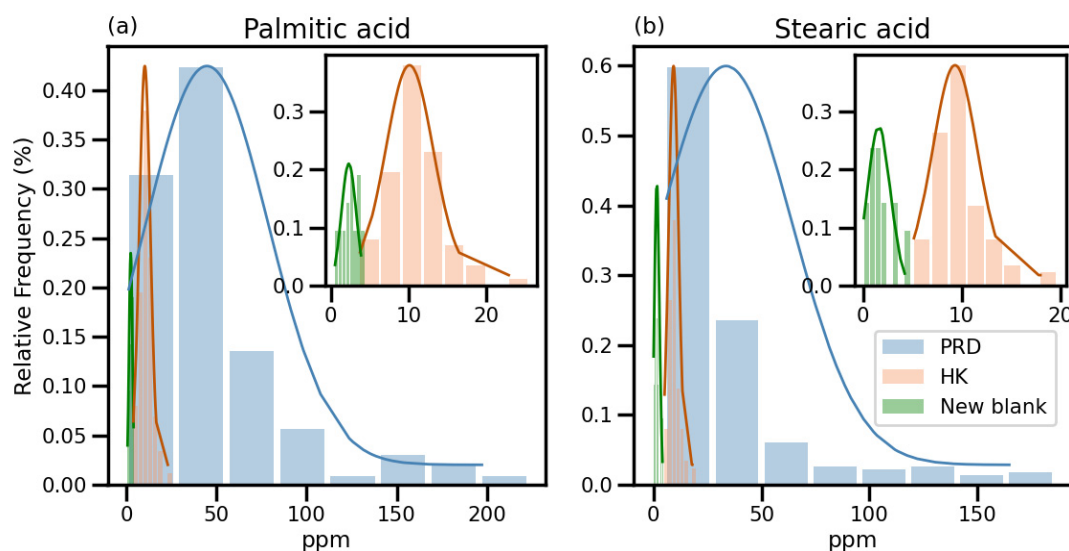 (a) Palmitic acid
(b) Stearic acid
Relative Frequency (%)
0.40
0.35
0.30
0.25
0.20
0.15
0.10
0.05
0.00
0 50 100 150 200
ppm
0.3
0.2
0.1
0.0
0 10 20
0.6
0.5
0.4
0.3
0.2
0.1
0.0
0 50 100 150
ppm
0.3
0.2
0.1
0.0
0 10 20
PRD
HK
New blank